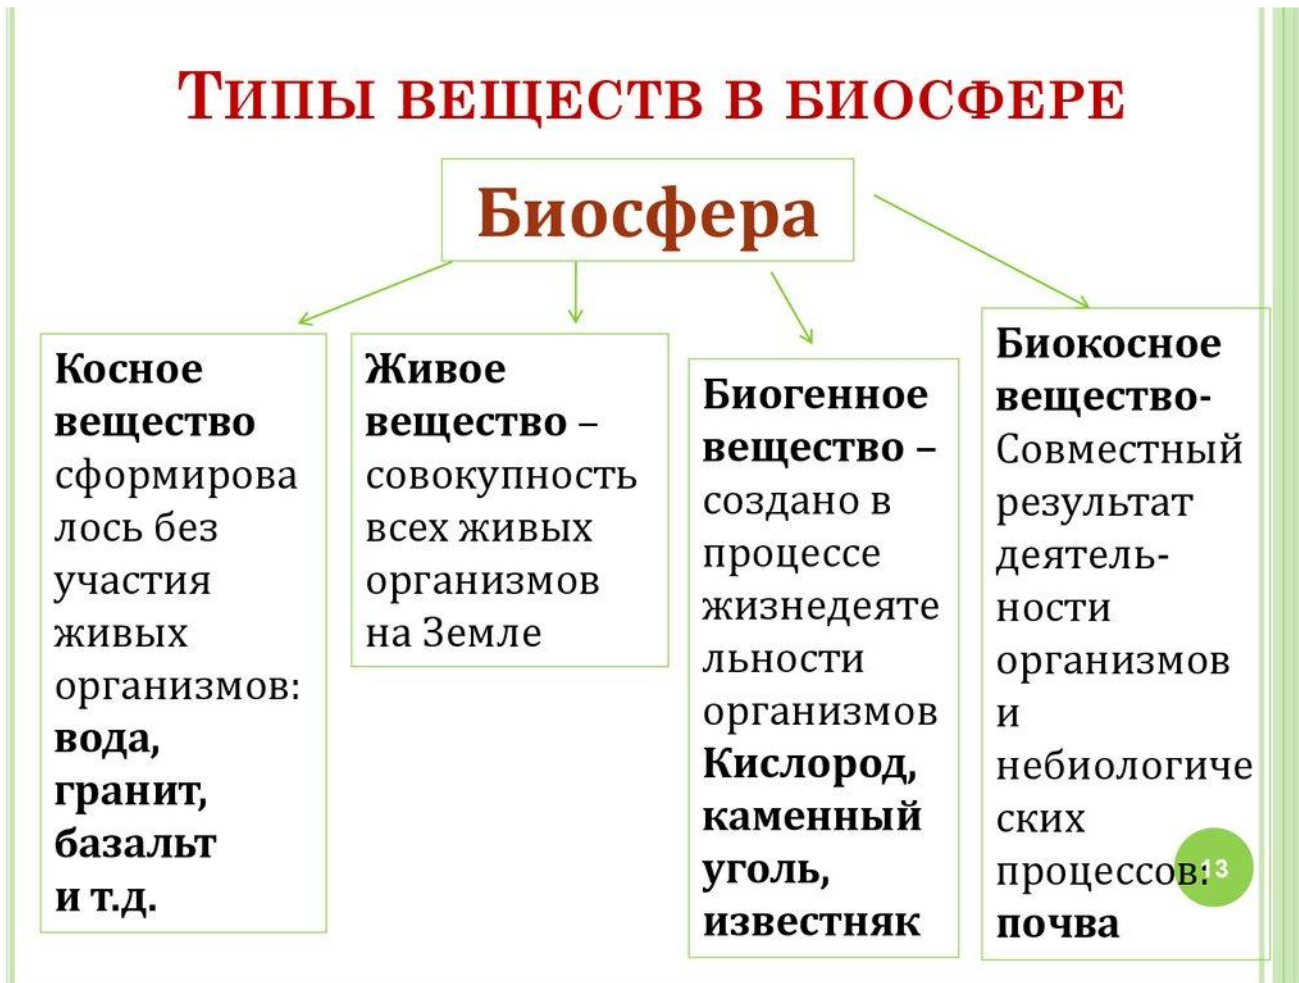 Типы веществ в биосфере
Биосфера
Косное
вещество
сформирова
лось без
участия
живых
организмов:
вода,
гранит,
базальт
и т.д.
Живое
вещество –
совокупность
всех живых
организмов
на Земле
Биогенное
вещество –
создано в
процессе
жизнедеяте
льности
организмов
Кислород,
каменный
уголь,
известняк
Биокосное
вещество-
Совместный
результат
деятель-
ности
организмов
и
небиологиче
ских
процессов:
почва
13